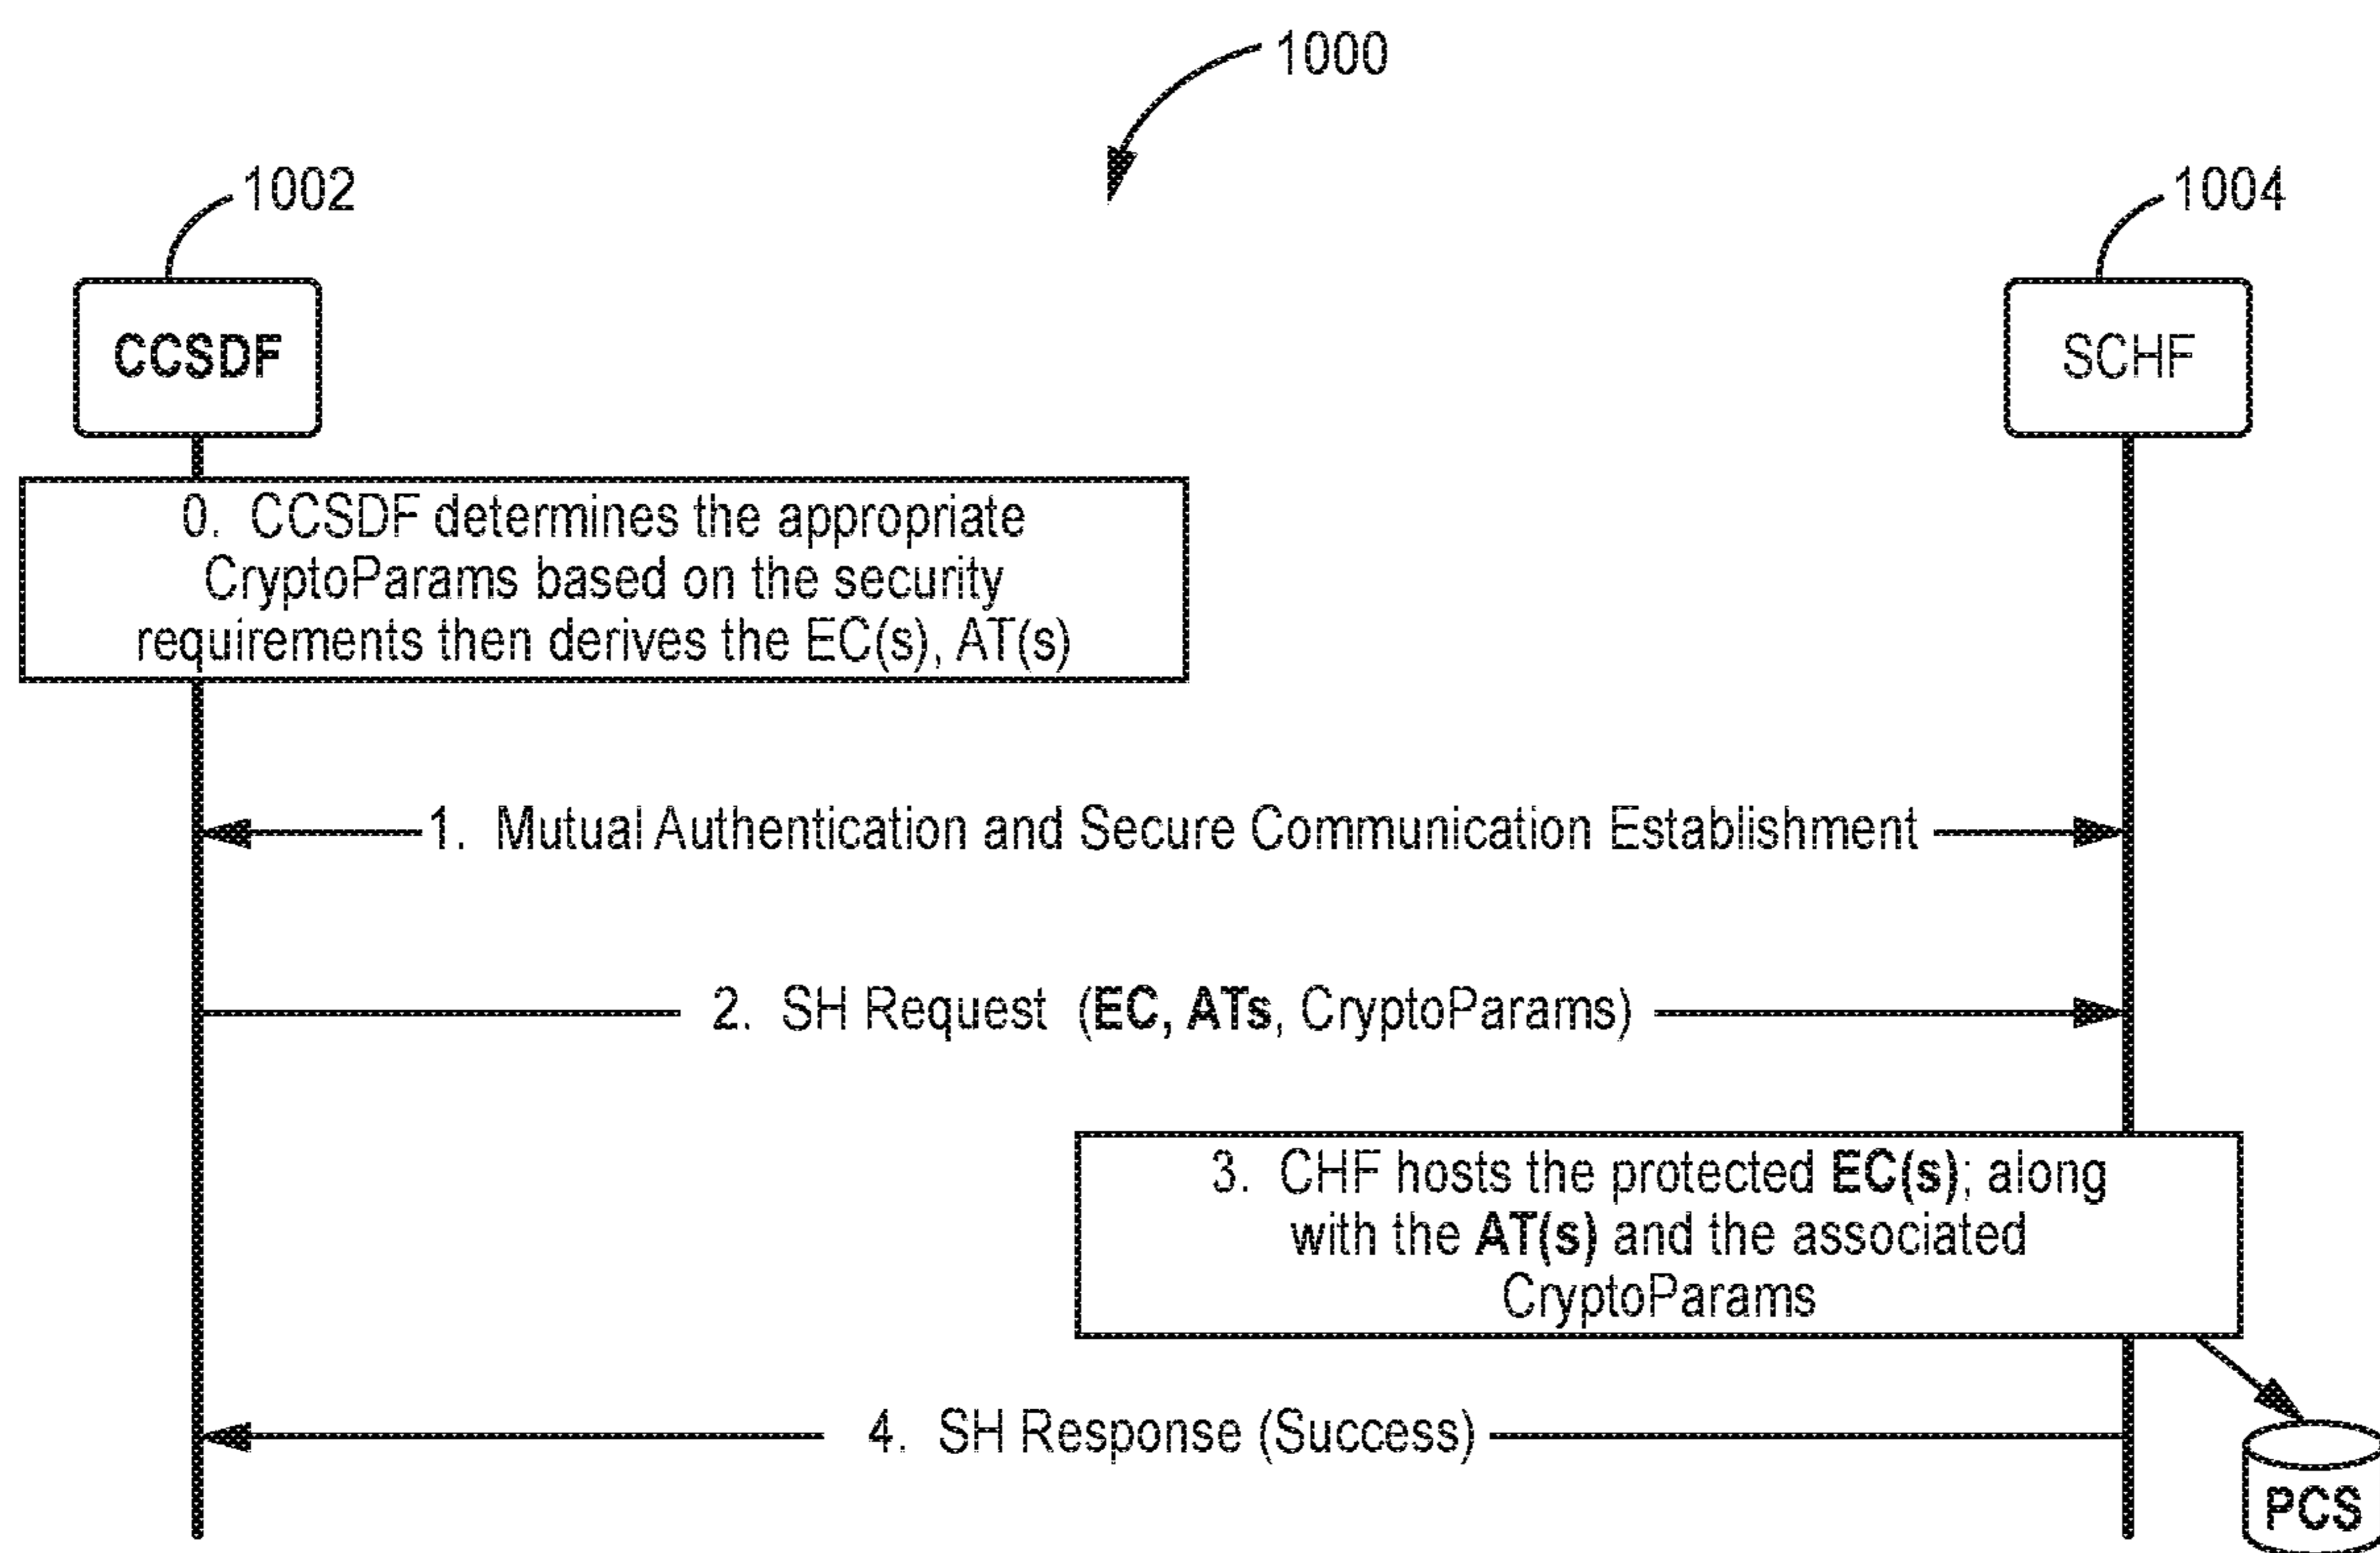 1000
1002
1004
CCSDF
SCHF
0. CCSDF determines the appropriate
CryptoParams based on the security
requirements then derives the EC(s), AT(s)
1. Mutual Authentication and Secure Communication Establishment
2. SH Request (EC, ATs, CryptoParams)
3. CHF hosts the protected EC(s); along
with the AT(s) and the associated
CryptoParams
4. SH Response (Success)
PCS